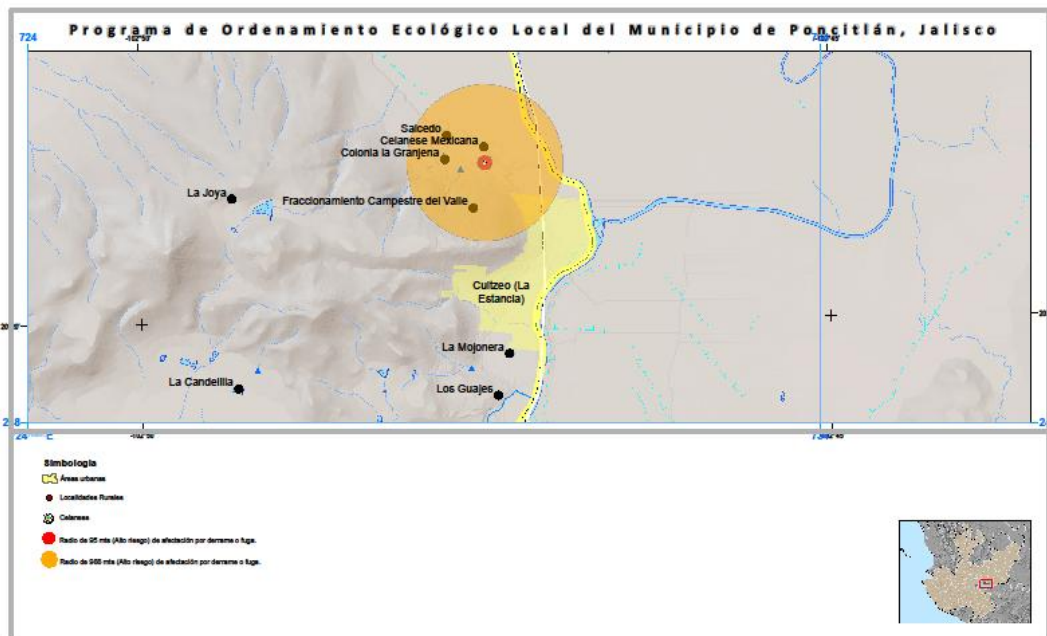 Programa de Ordenamiento Ecológico Local del Municipio de Poncitlán, Jalisco
724
Salcedo
Celanese Mexicana
Colonia la Granjena
La Joya
Fraccionamiento Campestre del Valle
Cuitzeo (La
Estancia)
La Mojonera
La Candelilla
Los Guajes
Simbologia
Áreas urbanas
Localidades Rurales
Celanese
Radio de 95 mts (Alto riesgo) de afectación por derrame o fuga.
Radio de 988 mts (Alto riesgo) de afectación por derrame o fuga.